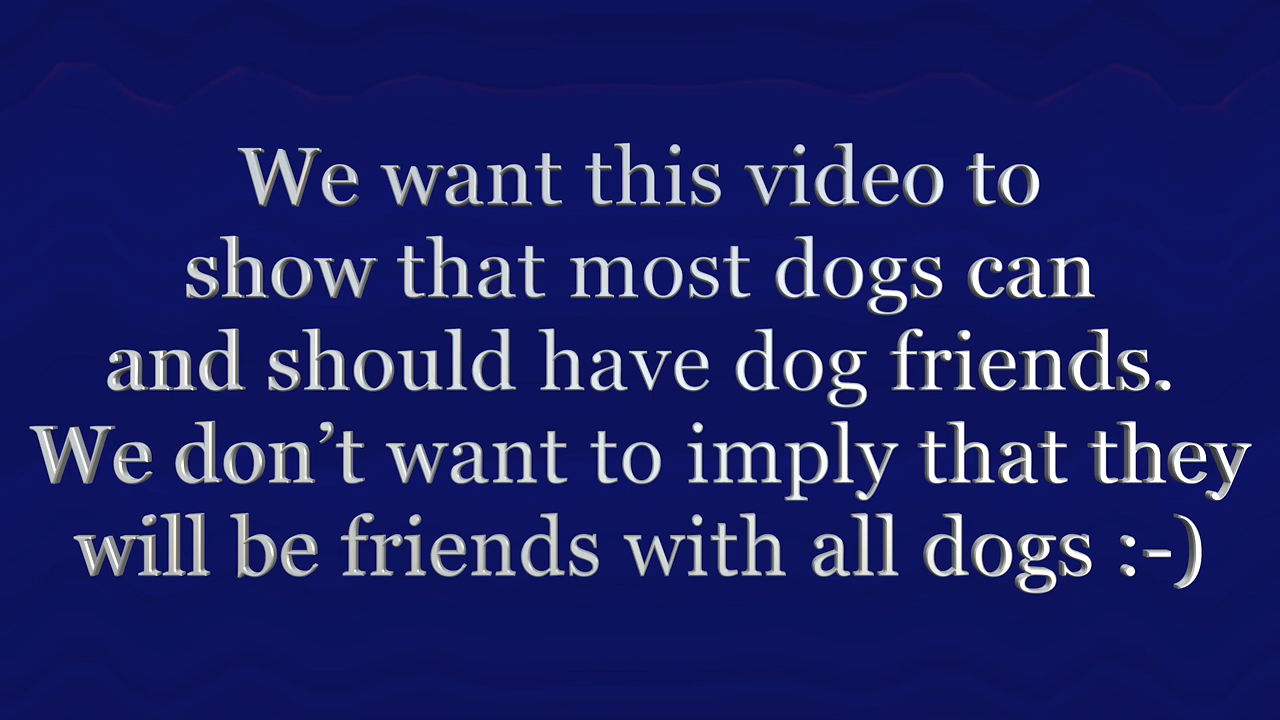 We want this video to
show that most dogs can
and should have dog friends.
We don’t want to imply that they
will be friends with all dogs :-)